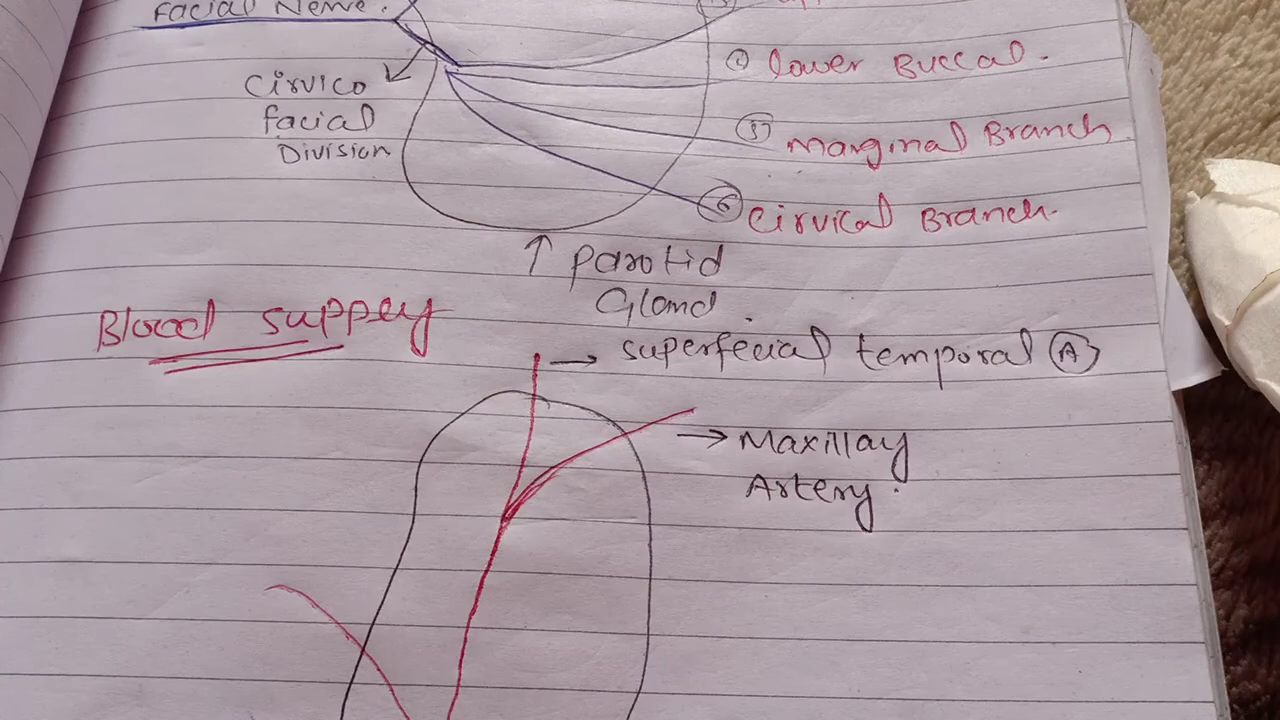 Facial Nerve.
lower Buccal.
Cirvico
facial
Division
5 Marginal Branch
6 Cirvical Branch.
↑ Parotid
Gland.
Blood suppey
→ superfecial temporal (A)
→ Maxillay
Artery.